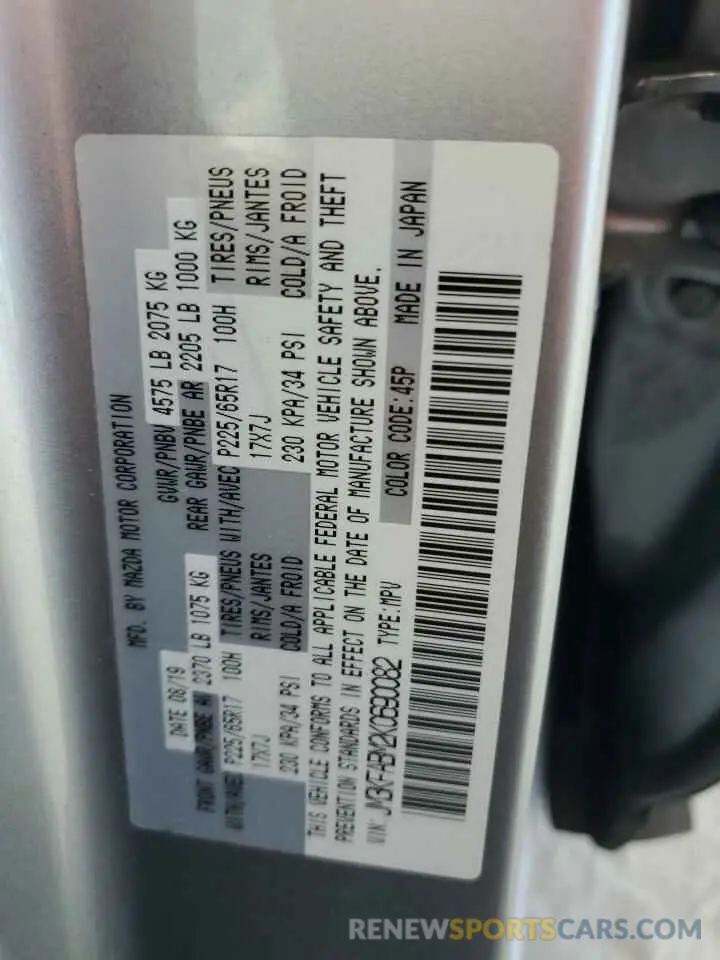 MFD. BY MAZDA MOTOR CORPORATION
DATE 08/19 GVWR/PNBV 4575 LB 2075 KG
FRONT GAWR/PNBE AV 2370 LB 1075 KG REAR GAWR/PNBE AR 2205 LB 1000 KG
WITH/AVEC P225/65R17 100H TIRES/PNEUS WITH/AVEC P225/65R17 100H TIRES/PNEUS
17X7J RIMS/JANTES 17X7J RIMS/JANTES
230 KPA/34 PSI COLD/A FROID 230 KPA/34 PSI COLD/A FROID
THIS VEHICLE CONFORMS TO ALL APPLICABLE FEDERAL MOTOR VEHICLE SAFETY AND THEFT
PREVENTION STANDARDS IN EFFECT ON THE DATE OF MANUFACTURE SHOWN ABOVE.
VIN: JM3KFABM2K0690082 TYPE:MPV COLOR CODE:45P MADE IN JAPAN
RENEWSPORTSCARS.COM